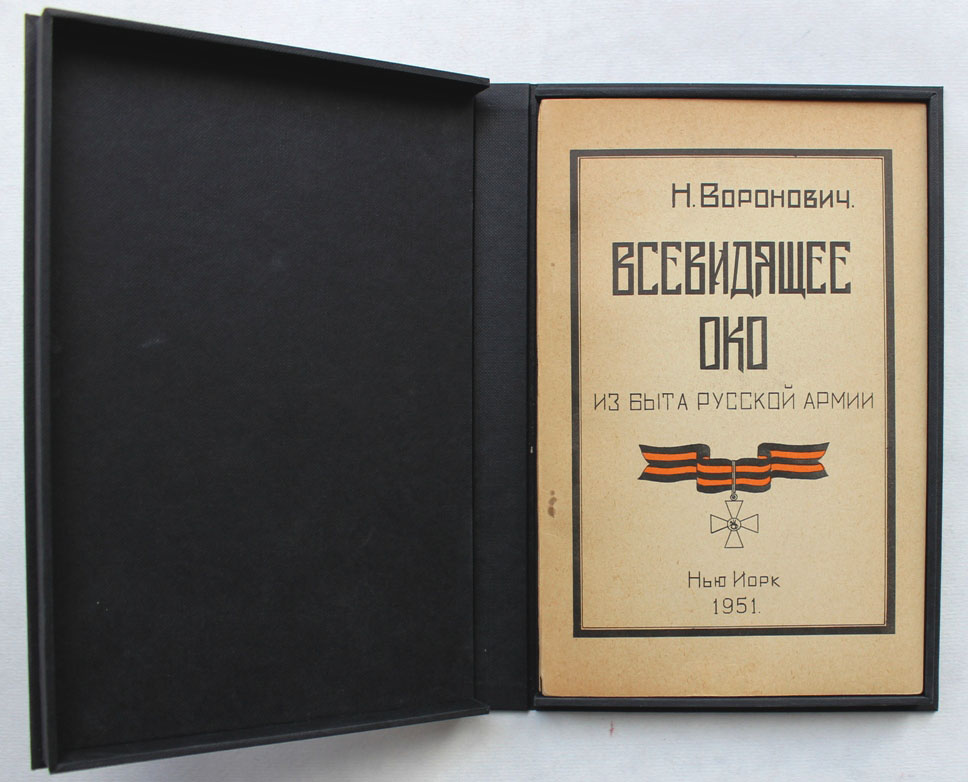 Н. Воронович.
ВСЕВИДЯЩЕЕ
ОКО
ИЗ БЫТА РУССКОЙ АРМИИ
Нью Иорк
1951.